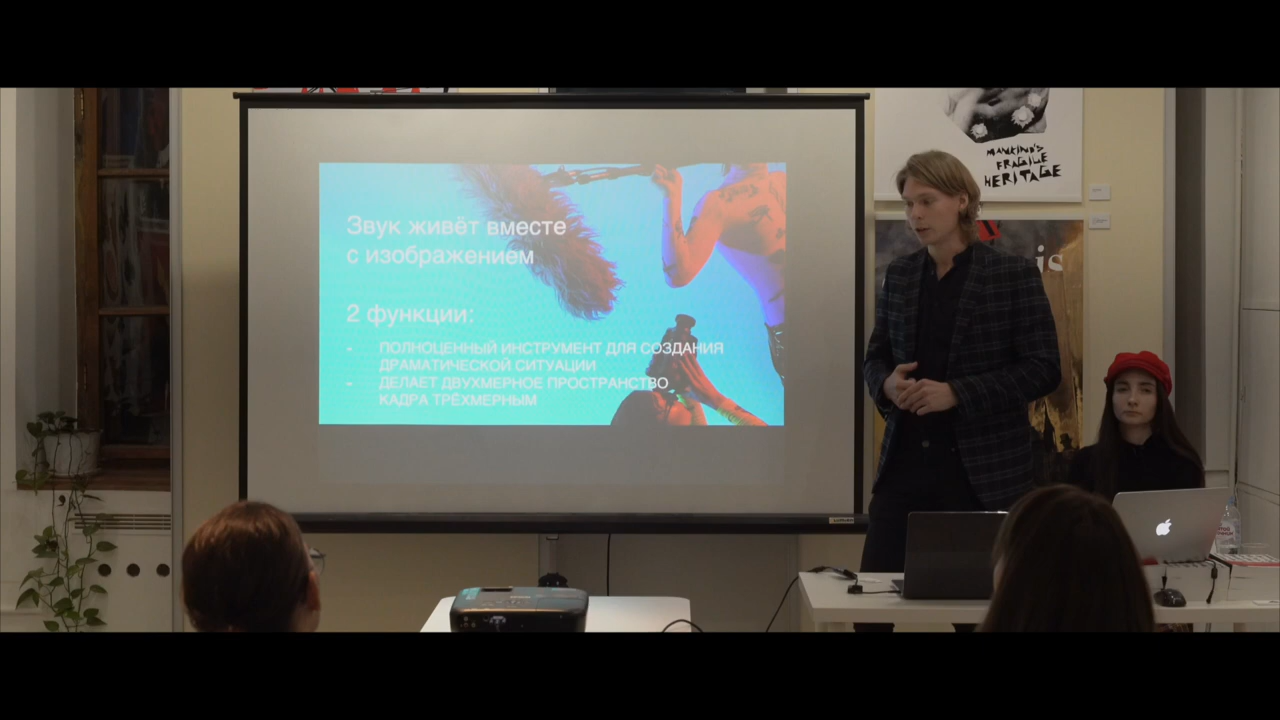 Звук живёт вместе
с изображением
2 функции:
- ПОЛНОЦЕННЫЙ ИНСТРУМЕНТ ДЛЯ СОЗДАНИЯ
ДРАМАТИЧЕСКОЙ СИТУАЦИИ
- ДЕЛАЕТ ДВУХМЕРНОЕ ПРОСТРАНСТВО
КАДРА ТРЁХМЕРНЫМ
MANKIND'S
FRAGILE
HERITAGE
is